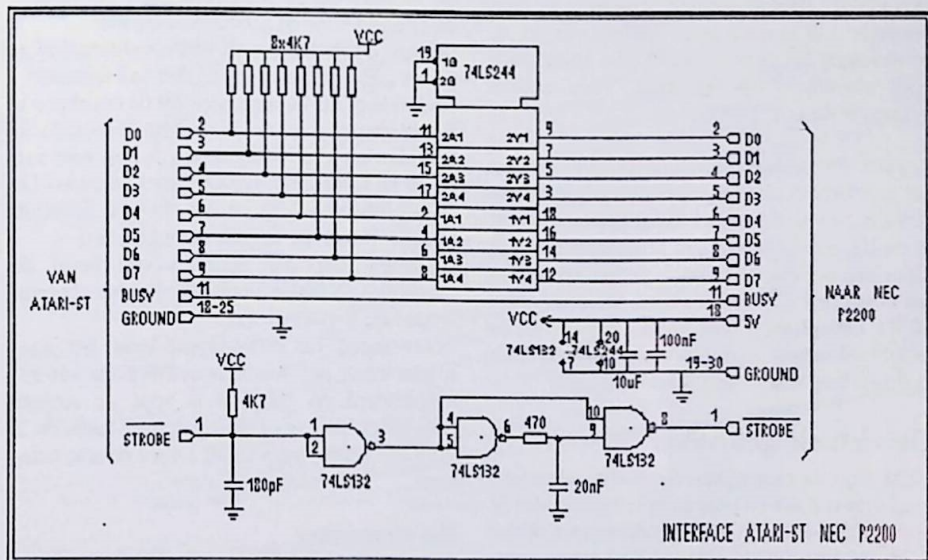 8x4K7 VCC
19 1G
1 2G
74LS244
D0 2 11 2A1 2Y1 9 2 D0
D1 3 13 2A2 2Y2 7 3 D1
D2 4 15 2A3 2Y3 5 4 D2
D3 5 17 2A4 2Y4 3 5 D3
D4 6 2 1A1 1Y1 18 6 D4
D5 7 4 1A2 1Y2 16 7 D5
D6 8 6 1A3 1Y3 14 8 D6
D7 9 8 1A4 1Y4 12 9 D7
BUSY 11 11 BUSY
VAN
ATARI-ST
NAAR NEC
P2200
GROUND 18-25
VCC 18 5V
14 20 100nF
74LS132 74LS244
7 10 10uF
19-30 GROUND
VCC
4K7
STROBE 1 1 2 3 4 5 6 470 10 9 8 1 STROBE
74LS132 74LS132 74LS132
180pF
20nF
INTERFACE ATARI-ST NEC P2200